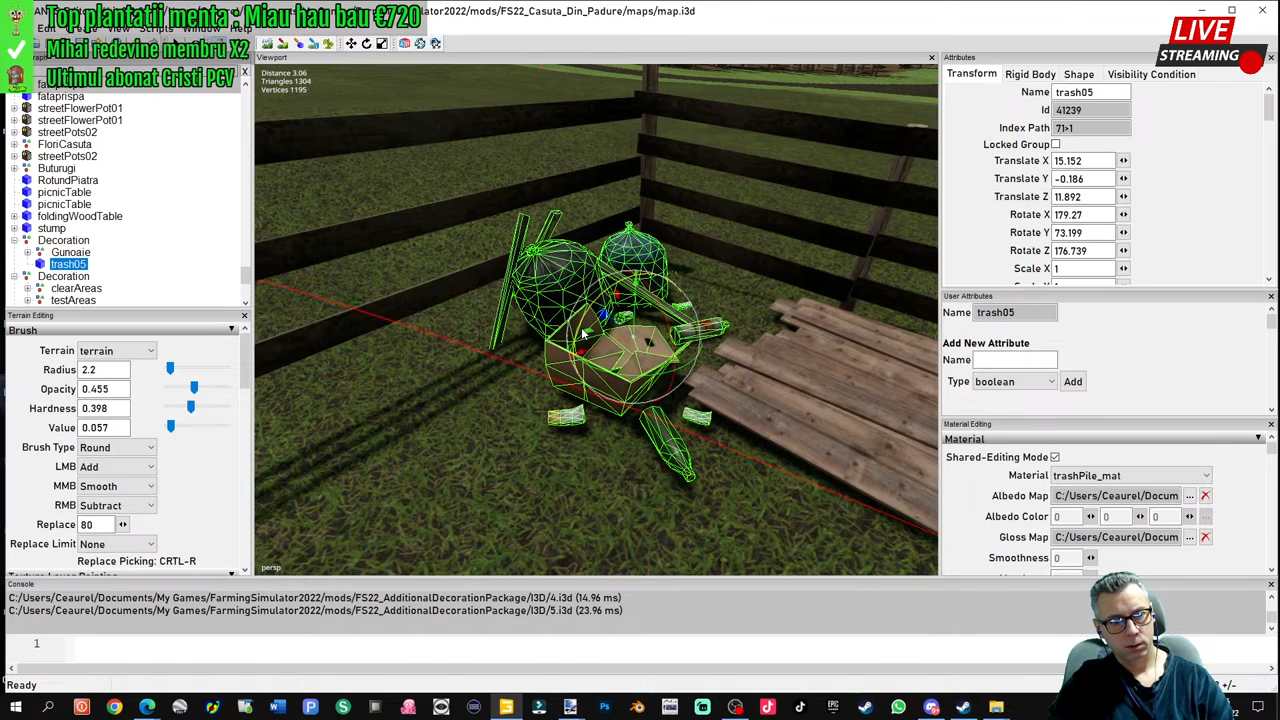 Top plantatii menta : Miau hau bau €720
Mihai redevine membru X2
Ultimul abonat Cristi PCV
Simulator2022/mods/FS22_Casuta_Din_Padure/maps/map.i3d
LIVE
STREAMING
Scripts Window
Viewport
Distance 3.06
Triangles 1304
Vertices 1195
persp
fataprispa
streetFlowerPot01
streetFlowerPot01
streetPots02
FloriCasuta
streetPots02
Buturugi
RotundPiatra
picnicTable
picnicTable
foldingWoodTable
stump
Decoration
Gunoaie
trash05
Decoration
clearAreas
testAreas
Terrain Editing
Brush
Terrain terrain
Radius 2.2
Opacity 0.455
Hardness 0.398
Value 0.057
Brush Type Round
LMB Add
MMB Smooth
RMB Subtract
Replace 80
Replace Limit None
Replace Picking: CRTL-R
Attributes
Transform Rigid Body Shape Visibility Condition
Name trash05
Id 41239
Index Path 71>1
Locked Group
Translate X 15.152
Translate Y -0.186
Translate Z 11.892
Rotate X 179.27
Rotate Y 73.199
Rotate Z 176.739
Scale X 1
User Attributes
Name trash05
Add New Attribute
Name
Type boolean Add
Material Editing
Material
Shared-Editing Mode
Material trashPile_mat
Albedo Map C:/Users/Ceaurel/Docum ...
Albedo Color 0 0 0
Gloss Map C:/Users/Ceaurel/Docum ...
Smoothness 0
Console
C:/Users/Ceaurel/Documents/My Games/FarmingSimulator2022/mods/FS22_AdditionalDecorationPackage/I3D/4.i3d (14.96 ms)
C:/Users/Ceaurel/Documents/My Games/FarmingSimulator2022/mods/FS22_AdditionalDecorationPackage/I3D/5.i3d (23.96 ms)
1
Ready